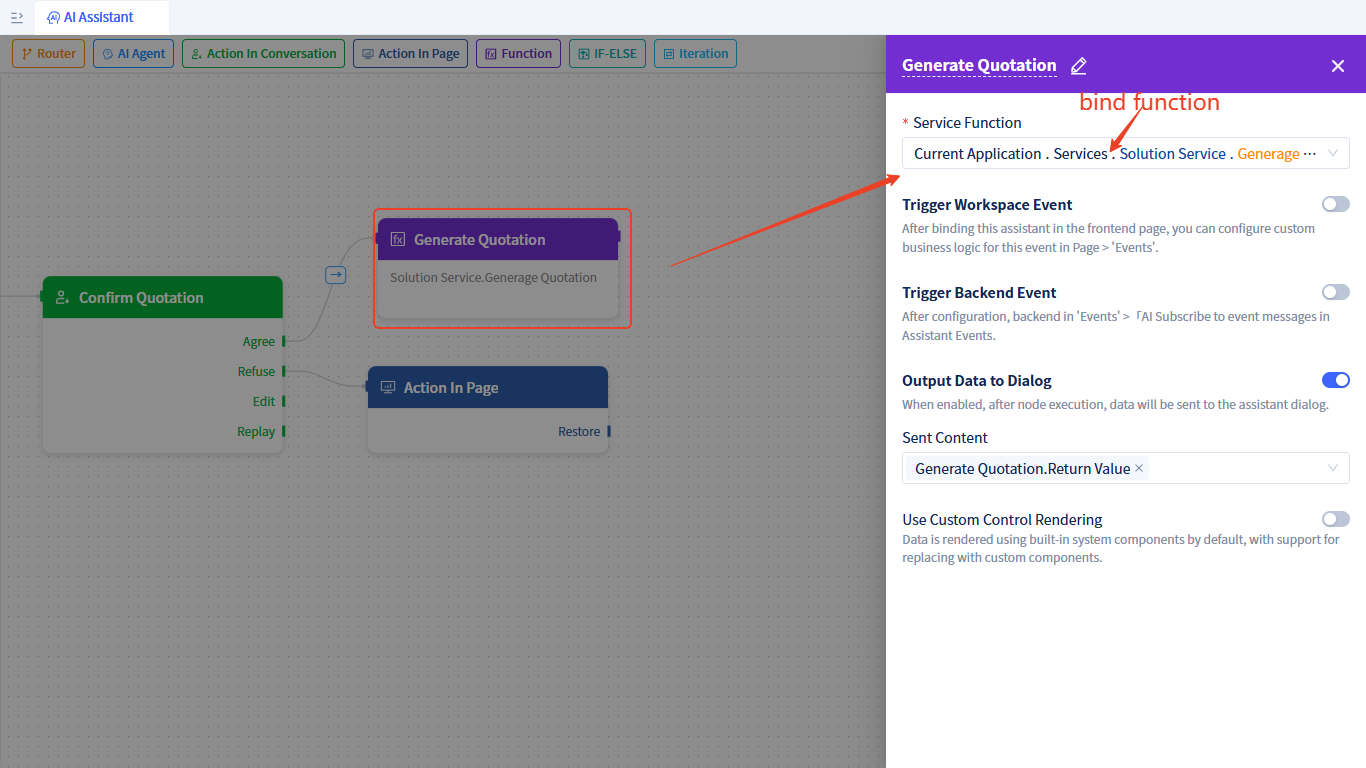 AI Assistant
Router
AI Agent
Action In Conversation
Action In Page
Function
IF-ELSE
Iteration
Confirm Quotation
Agree
Refuse
Edit
Replay
Generate Quotation
Solution Service.Generage Quotation
Action In Page
Restore
Generate Quotation
bind function
* Service Function
Current Application . Services . Solution Service . Generage ···
Trigger Workspace Event
After binding this assistant in the frontend page, you can configure custom
business logic for this event in Page > 'Events'.
Trigger Backend Event
After configuration, backend in 'Events' >「AI Subscribe to event messages in
Assistant Events.
Output Data to Dialog
When enabled, after node execution, data will be sent to the assistant dialog.
Sent Content
Generate Quotation.Return Value ×
Use Custom Control Rendering
Data is rendered using built-in system components by default, with support for
replacing with custom components.